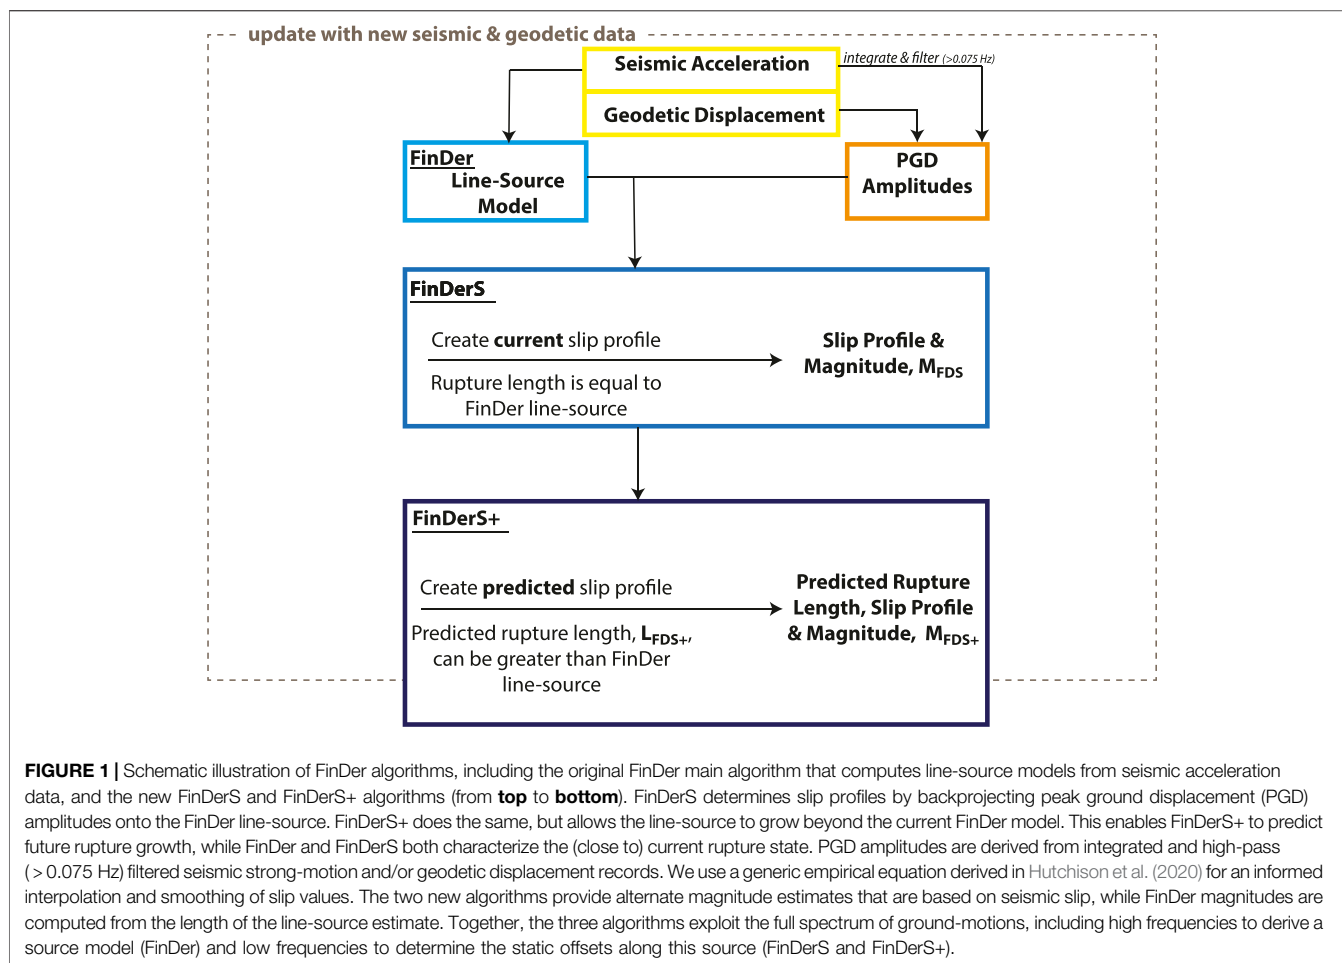 update with new seismic & geodetic data
Seismic Acceleration
integrate & filter (>0.075 Hz)
Geodetic Displacement
FinDer
Line-Source
Model
PGD
Amplitudes
FinDerS
Create current slip profile
Rupture length is equal to
FinDer line-source
Slip Profile &
Magnitude, MFDS
FinDerS+
Create predicted slip profile
Predicted rupture length, LFDS+,
can be greater than FinDer
line-source
Predicted Rupture
Length, Slip Profile
& Magnitude, MFDS+
FIGURE 1 | Schematic illustration of FinDer algorithms, including the original FinDer main algorithm that computes line-source models from seismic acceleration
data, and the new FinDerS and FinDerS+ algorithms (from top to bottom). FinDerS determines slip profiles by backprojecting peak ground displacement (PGD)
amplitudes onto the FinDer line-source. FinDerS+ does the same, but allows the line-source to grow beyond the current FinDer model. This enables FinDerS+ to predict
future rupture growth, while FinDer and FinDerS both characterize the (close to) current rupture state. PGD amplitudes are derived from integrated and high-pass
(>0.075 Hz) filtered seismic strong-motion and/or geodetic displacement records. We use a generic empirical equation derived in Hutchison et al. (2020) for an informed
interpolation and smoothing of slip values. The two new algorithms provide alternate magnitude estimates that are based on seismic slip, while FinDer magnitudes are
computed from the length of the line-source estimate. Together, the three algorithms exploit the full spectrum of ground-motions, including high frequencies to derive a
source model (FinDer) and low frequencies to determine the static offsets along this source (FinDerS and FinDerS+).